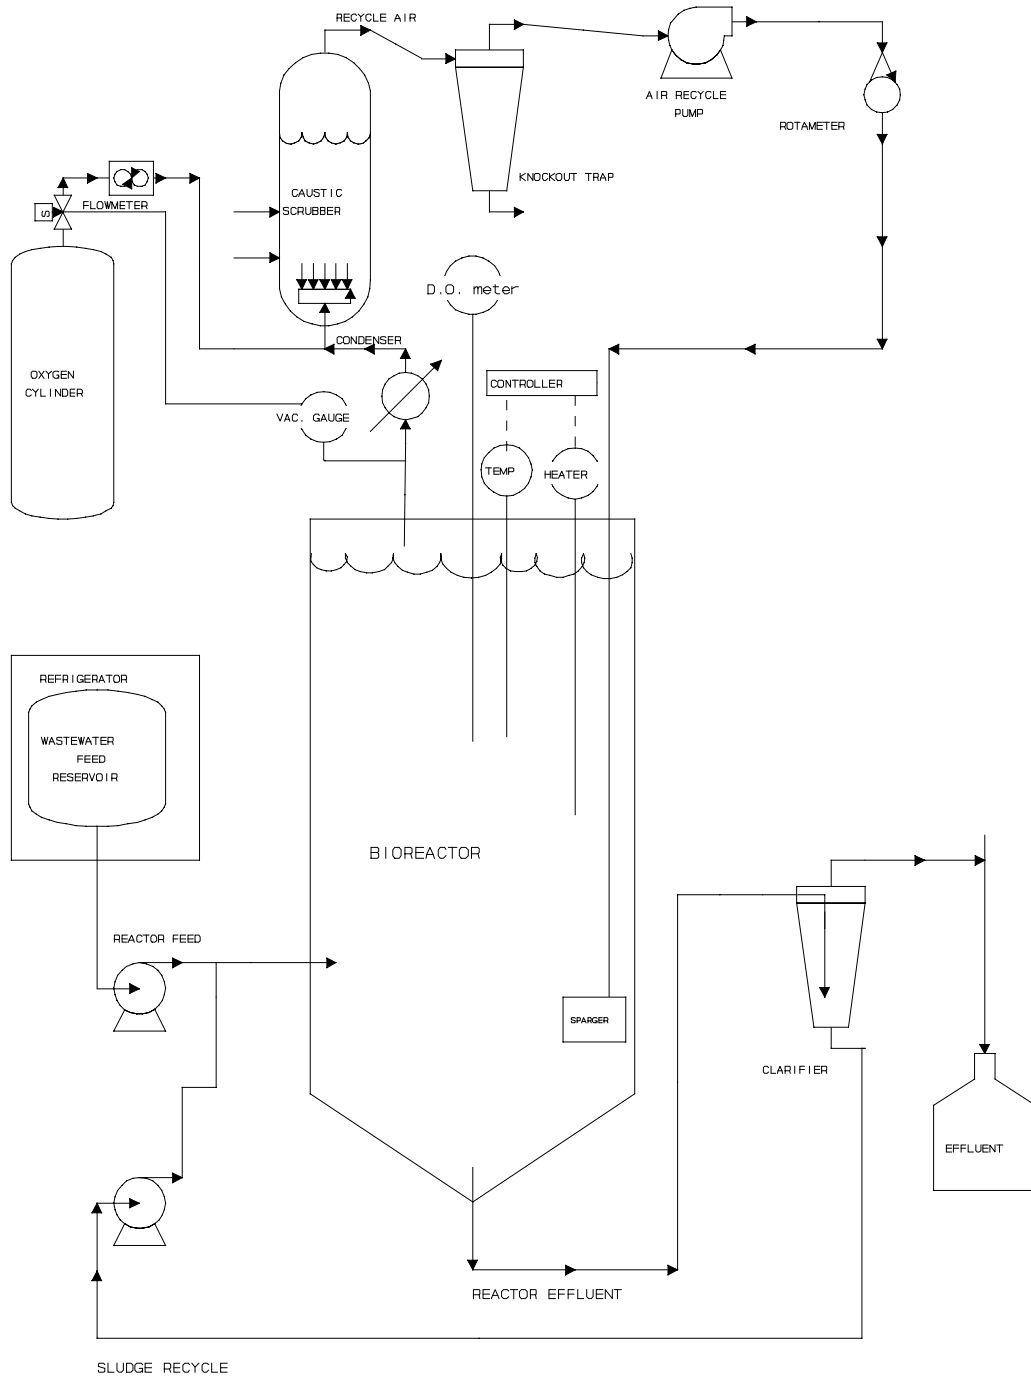 RECYCLE AIR
AIR RECYCLE
PUMP
ROTAMETER
KNOCKOUT TRAP
CAUSTIC
SCRUBBER
FLOWMETER
S
D.O. meter
CONDENSER
OXYGEN
CYLINDER
CONTROLLER
VAC. GAUGE
TEMP
HEATER
REFRIGERATOR
WASTEWATER
FEED
RESERVOIR
BIOREACTOR
REACTOR FEED
SPARGER
CLARIFIER
EFFLUENT
REACTOR EFFLUENT
SLUDGE RECYCLE